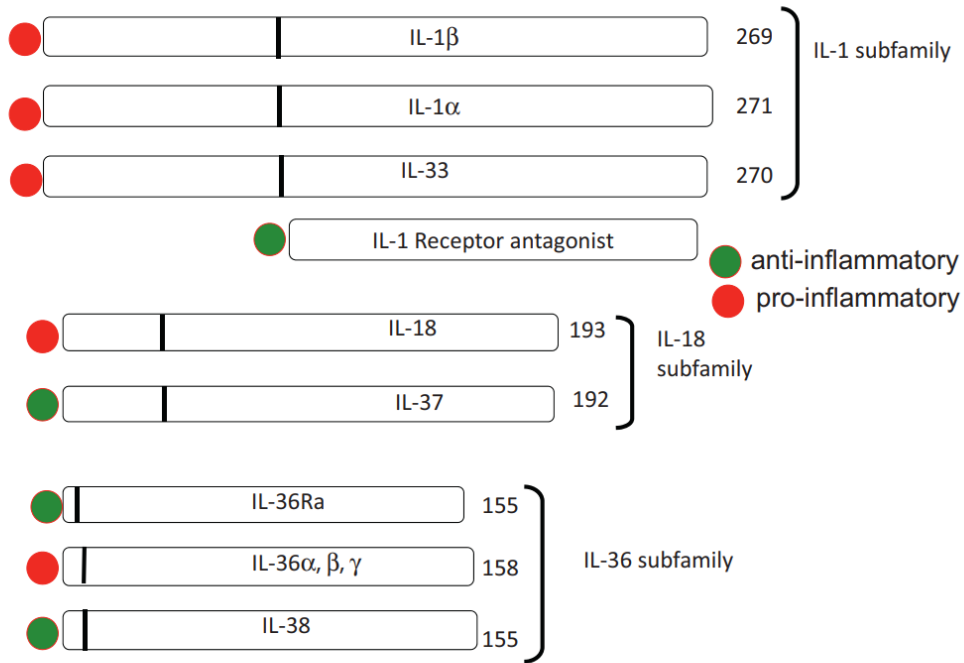 IL-1β 269
IL-1 subfamily
IL-1α 271
IL-33 270
IL-1 Receptor antagonist
anti-inflammatory
pro-inflammatory
IL-18 193
IL-18
subfamily
IL-37 192
IL-36Ra 155
IL-36α, β, γ 158
IL-36 subfamily
IL-38 155